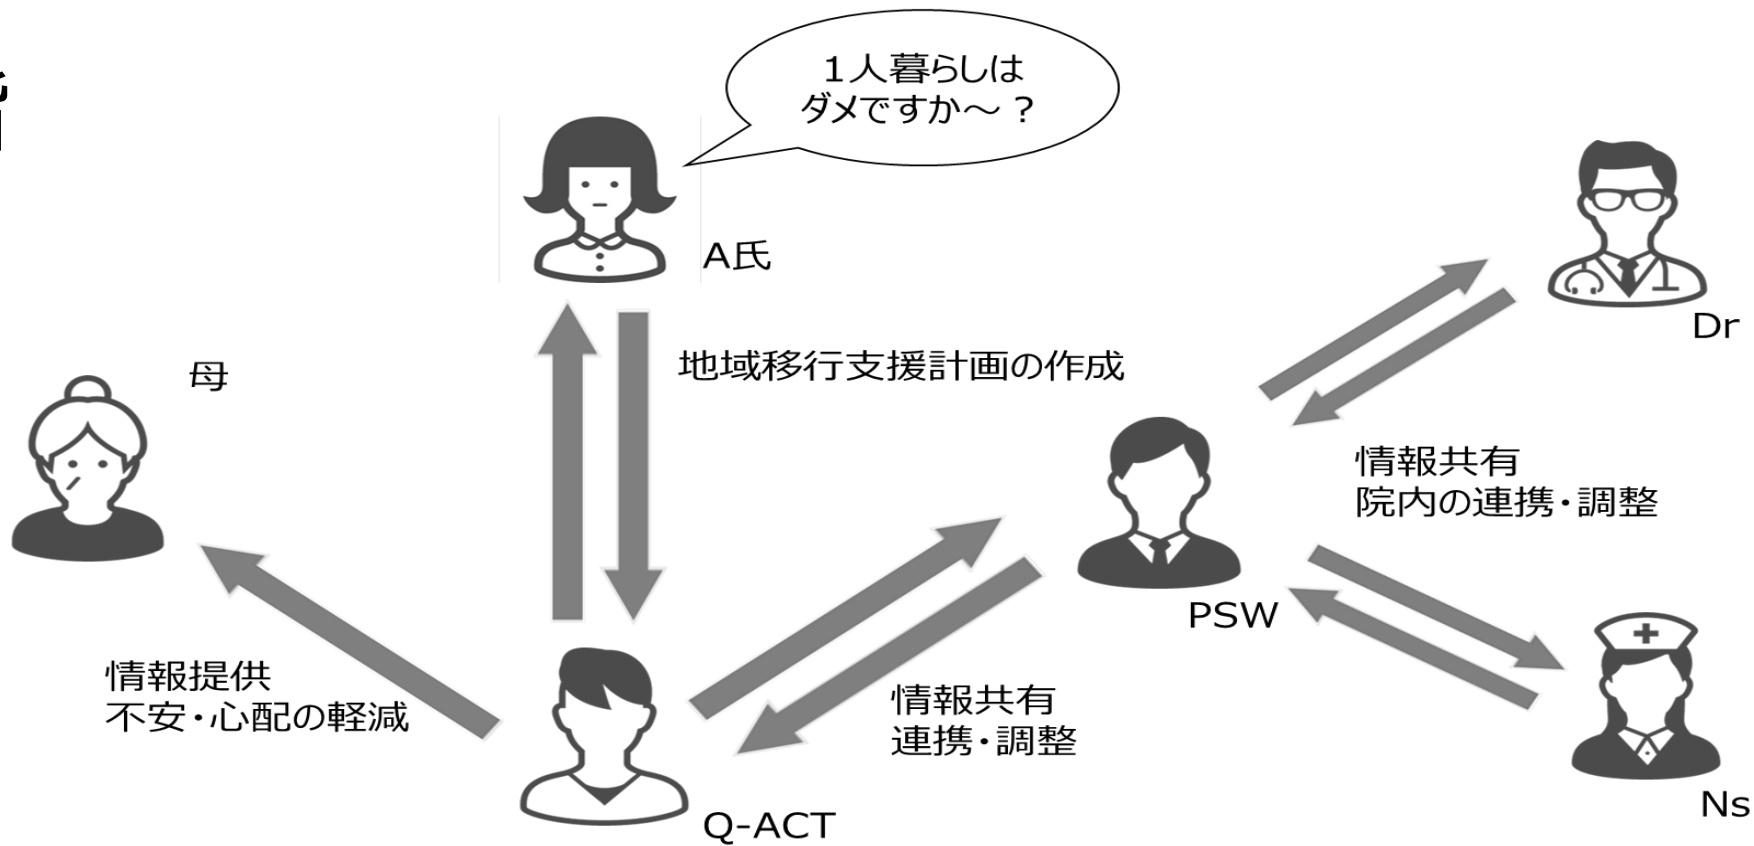 １人暮らしは
ダメですか～？
A氏
Dr
母
地域移行支援計画の作成
情報共有
院内の連携・調整
PSW
情報提供
不安・心配の軽減
情報共有
連携・調整
Q-ACT
Ns